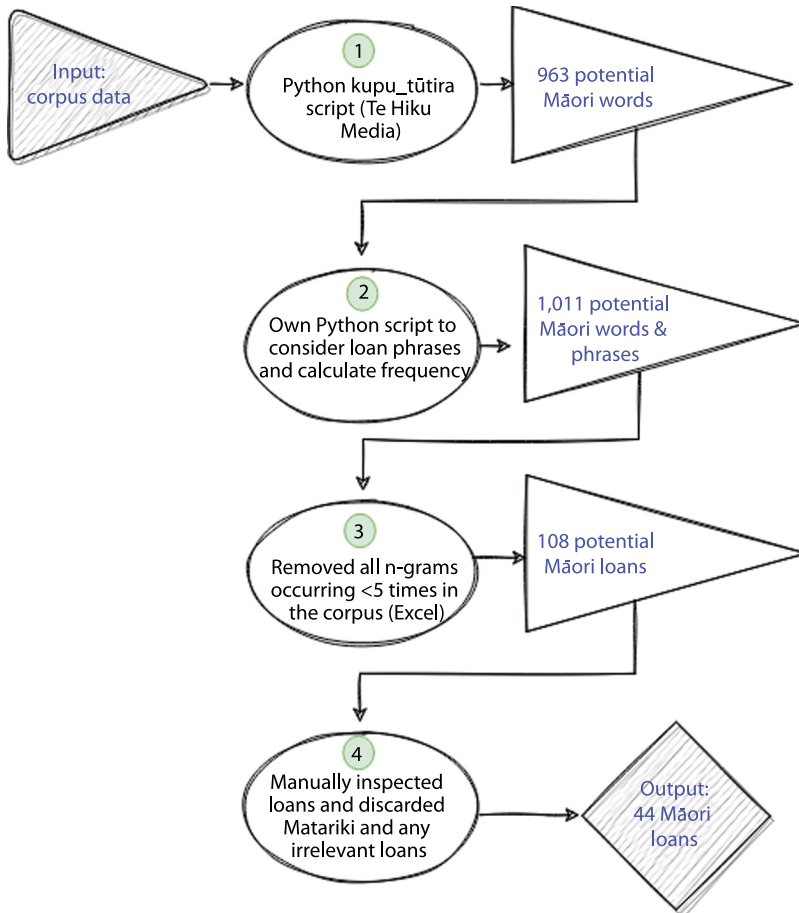 Input:
corpus data
1
Python kupu_tūtira
script (Te Hiku
Media)
963 potential
Māori words
2
Own Python script to
consider loan phrases
and calculate frequency
1,011 potential
Māori words &
phrases
3
Removed all n-grams
occurring <5 times in
the corpus (Excel)
108 potential
Māori loans
4
Manually inspected
loans and discarded
Matariki and any
irrelevant loans
Output:
44 Māori
loans